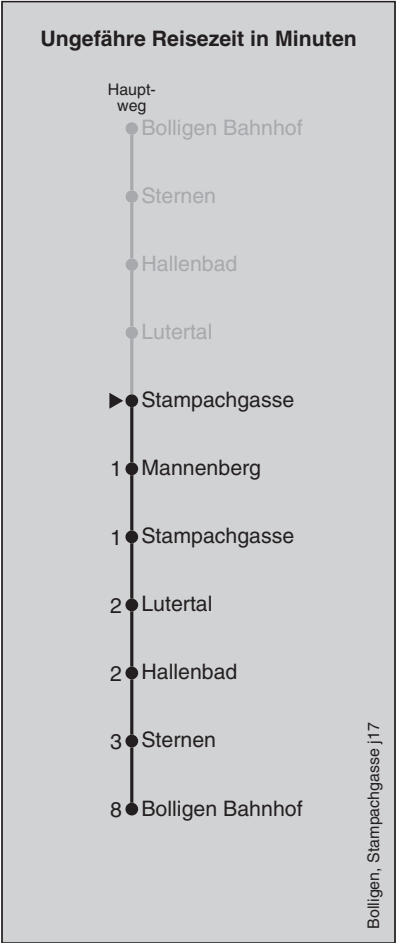 Ungefähre Reisezeit in Minuten
Haupt-
weg
Bolligen Bahnhof
Sternen
Hallenbad
Lutertal
Stampachgasse
1 Mannenberg
1 Stampachgasse
2 Lutertal
2 Hallenbad
3 Sternen
8 Bolligen Bahnhof
Bolligen, Stampachgasse j17